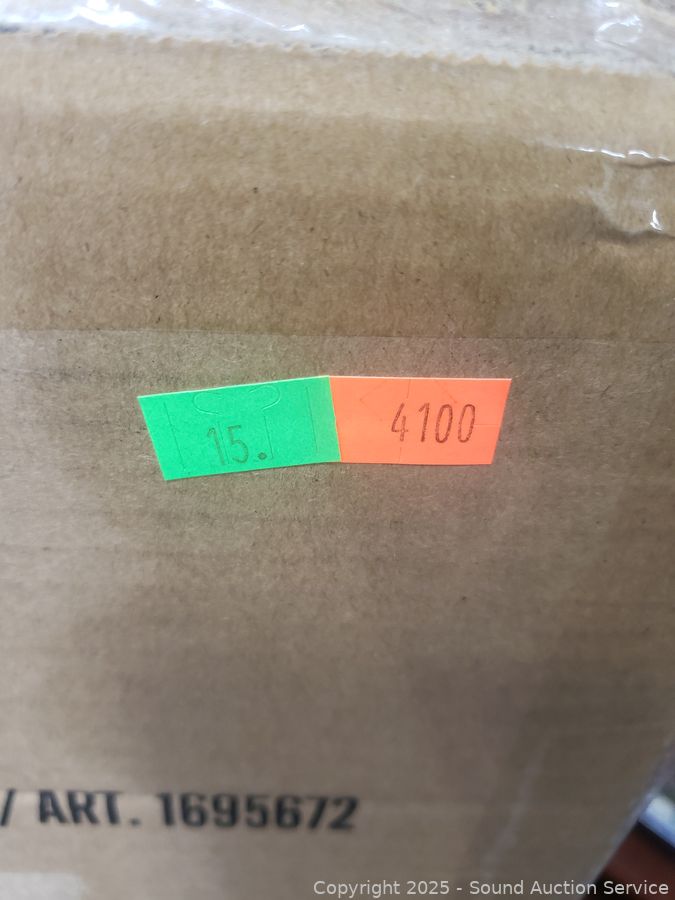 15. 4100
/ ART. 1695672
Copyright 2025 - Sound Auction Service